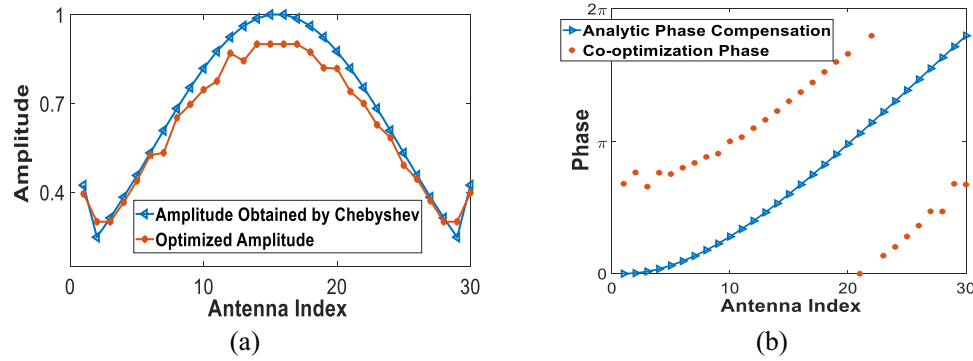 1
0.7
0.4
Amplitude
Amplitude Obtained by Chebyshev
Optimized Amplitude
0 10 20 30
Antenna Index
(a)
2π
π
0
Phase
Analytic Phase Compensation
Co-optimization Phase
0 10 20 30
Antenna Index
(b)